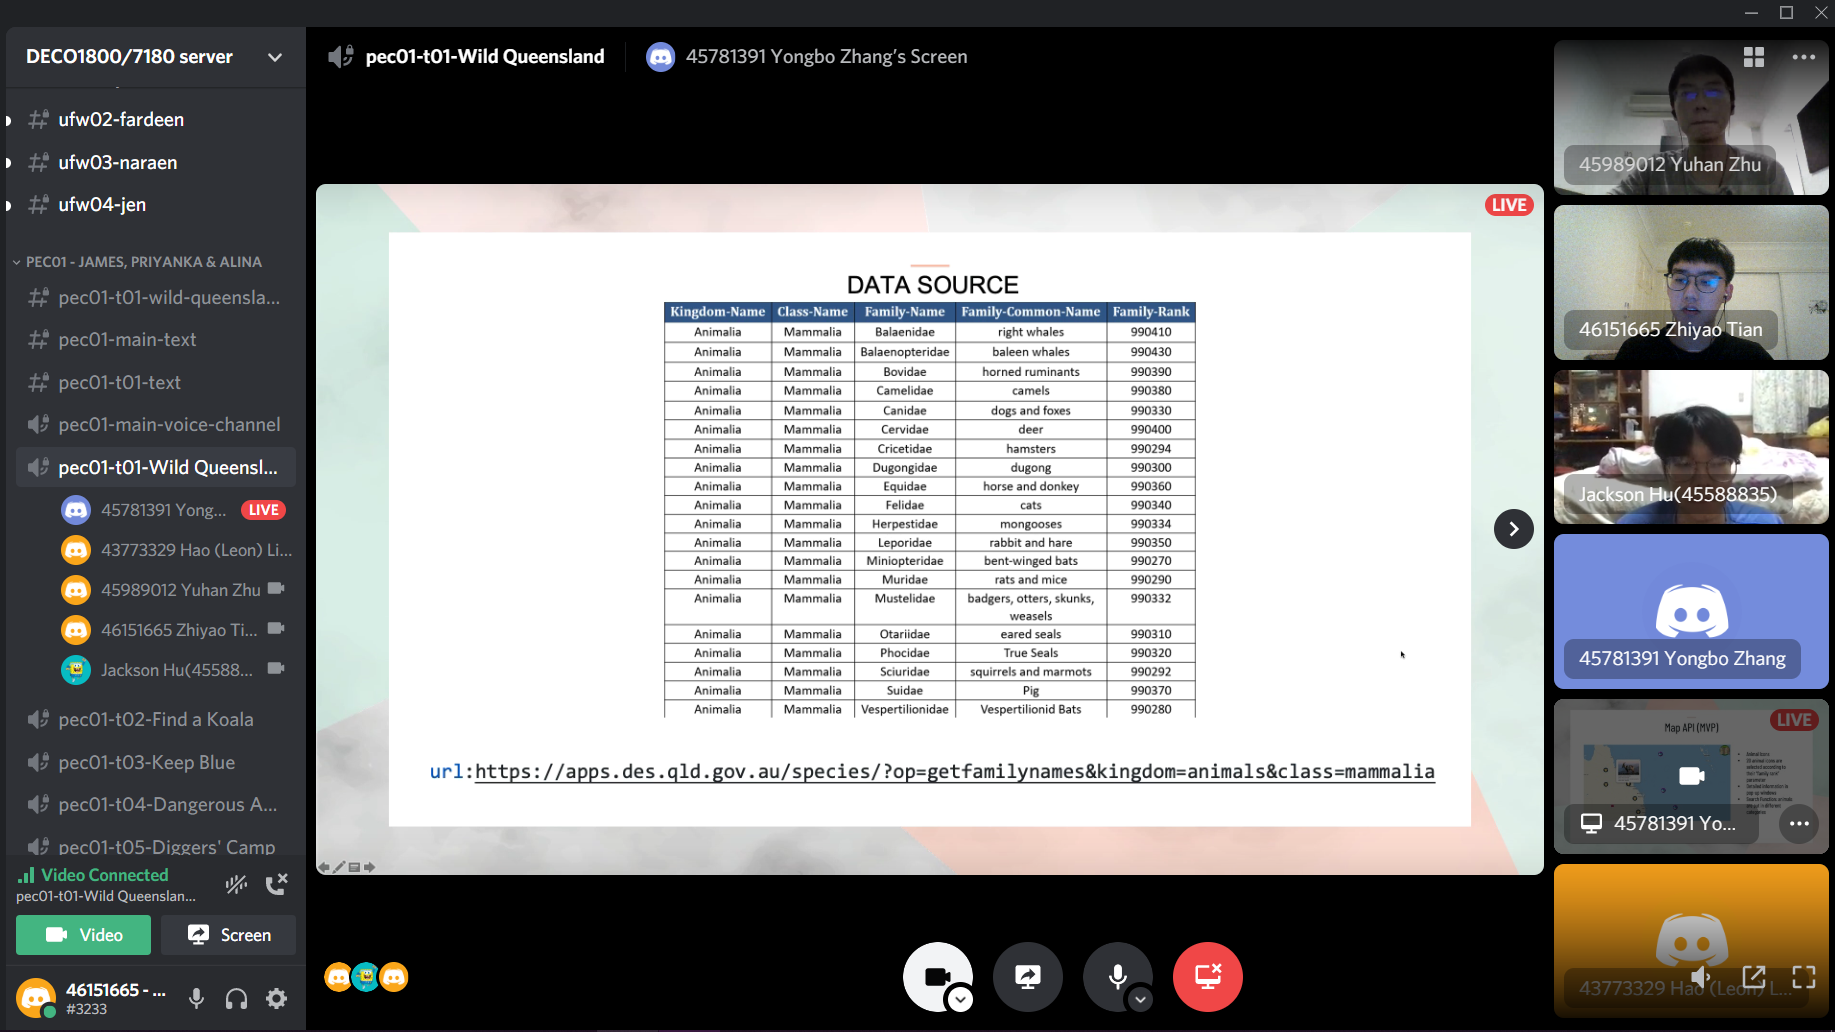 DECO1800/7180 server
ufw02-fardeen
ufw03-naraen
ufw04-jen
PEC01 - JAMES, PRIYANKA & ALINA
pec01-t01-wild-queensla...
pec01-main-text
pec01-t01-text
pec01-main-voice-channel
pec01-t01-Wild Queensl...
45781391 Yong... LIVE
43773329 Hao (Leon) Li...
45989012 Yuhan Zhu
46151665 Zhiyao Ti...
Jackson Hu(45588...
pec01-t02-Find a Koala
pec01-t03-Keep Blue
pec01-t04-Dangerous A...
pec01-t05-Diggers' Camp
Video Connected
pec01-t01-Wild Queenslan...
Video Screen
46151665 - ...
#3233
pec01-t01-Wild Queensland 45781391 Yongbo Zhang's Screen
LIVE
DATA SOURCE
Kingdom-Name Class-Name Family-Name Family-Common-Name Family-Rank
Animalia Mammalia Balaenidae right whales 990410
Animalia Mammalia Balaenopteridae baleen whales 990430
Animalia Mammalia Bovidae horned ruminants 990390
Animalia Mammalia Camelidae camels 990380
Animalia Mammalia Canidae dogs and foxes 990330
Animalia Mammalia Cervidae deer 990400
Animalia Mammalia Cricetidae hamsters 990294
Animalia Mammalia Dugongidae dugong 990300
Animalia Mammalia Equidae horse and donkey 990360
Animalia Mammalia Felidae cats 990340
Animalia Mammalia Herpestidae mongooses 990334
Animalia Mammalia Leporidae rabbit and hare 990350
Animalia Mammalia Miniopteridae bent-winged bats 990270
Animalia Mammalia Muridae rats and mice 990290
Animalia Mammalia Mustelidae badgers, otters, skunks, 990332
weasels
Animalia Mammalia Otariidae eared seals 990310
Animalia Mammalia Phocidae True Seals 990320
Animalia Mammalia Sciuridae squirrels and marmots 990292
Animalia Mammalia Suidae Pig 990370
Animalia Mammalia Vespertilionidae Vespertilionid Bats 990280
url:https://apps.des.qld.gov.au/species/?op=getfamilynames&kingdom=animals&class=mammalia
45989012 Yuhan Zhu
46151665 Zhiyao Tian
Jackson Hu(45588835)
45781391 Yongbo Zhang
LIVE
Map API (MVP)
45781391 Yo...
43773329 Hao (Leon) L...